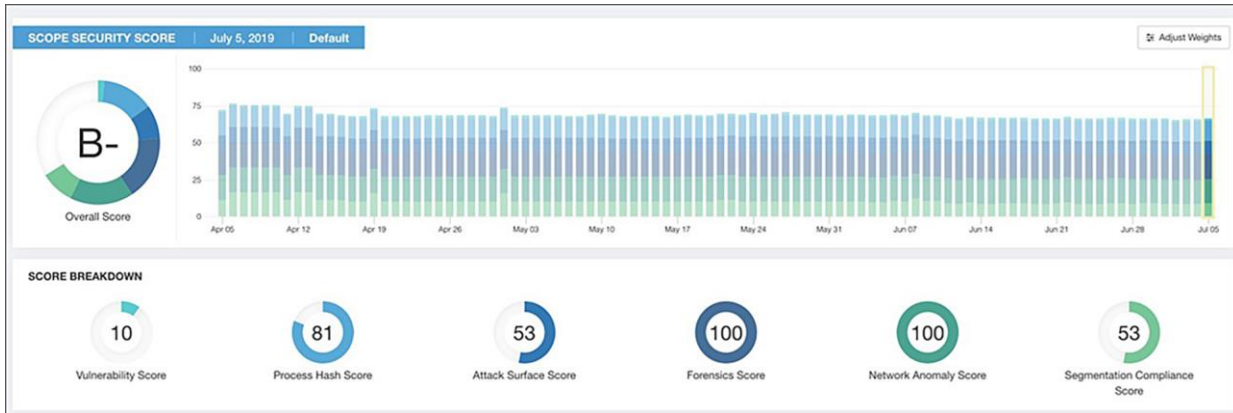 SCOPE SECURITY SCORE | July 5, 2019 | Default
Adjust Weights
100
75
50
25
0
Apr 05 Apr 12 Apr 19 Apr 26 May 03 May 10 May 17 May 24 May 31 Jun 07 Jun 14 Jun 21 Jun 28 Jul 05
B-
Overall Score
SCORE BREAKDOWN
10 81 53 100 100 53
Vulnerability Score Process Hash Score Attack Surface Score Forensics Score Network Anomaly Score Segmentation Compliance
Score